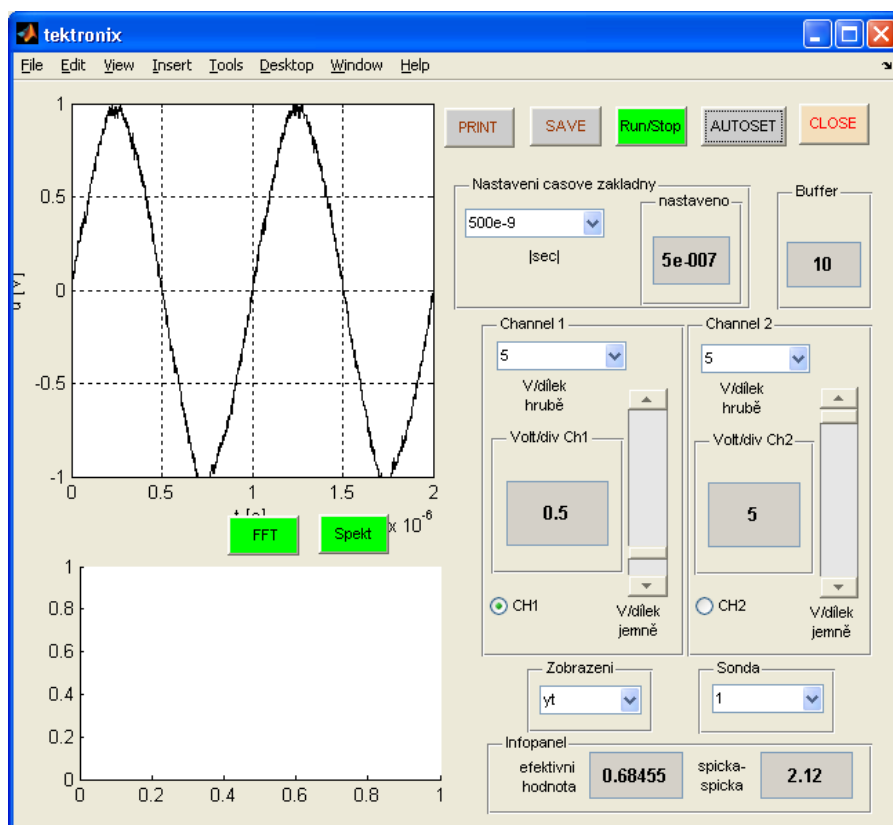 tektronix
File Edit View Insert Tools Desktop Window Help
1
0.5
0
-0.5
-1
0 0.5 1 1.5 2
x 10-6
FFT
Spekt
1
0.8
0.6
0.4
0.2
0
0 0.2 0.4 0.6 0.8 1
PRINT
SAVE
Run/Stop
AUTOSET
CLOSE
Nastaveni casove zakladny
500e-9
|sec|
nastaveno
5e-007
Buffer
10
Channel 1
5
V/dílek
hrubě
Volt/div Ch1
0.5
CH1
V/dílek
jemně
Channel 2
5
V/dílek
hrubě
Volt/div Ch2
5
CH2
V/dílek
jemně
Zobrazeni
yt
Sonda
1
Infopanel
efektivni
hodnota
0.68455
spicka-
spicka
2.12